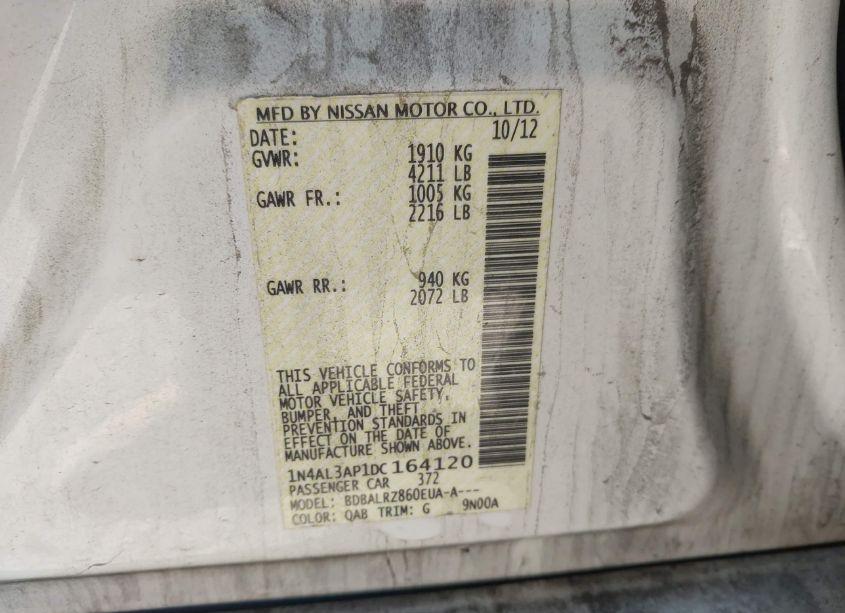 MFD BY NISSAN MOTOR CO., LTD.
DATE: 10/12
GVWR: 1910 KG
4211 LB
GAWR FR.: 1005 KG
2216 LB
GAWR RR.: 940 KG
2072 LB
THIS VEHICLE CONFORMS TO
ALL APPLICABLE FEDERAL
MOTOR VEHICLE SAFETY,
BUMPER, AND THEFT
PREVENTION STANDARDS IN
EFFECT ON THE DATE OF
MANUFACTURE SHOWN ABOVE.
1N4AL3AP1DC164120
PASSENGER CAR 372
MODEL: BDBALRZ860EUA-A---
COLOR: QAB TRIM: G 9N00A